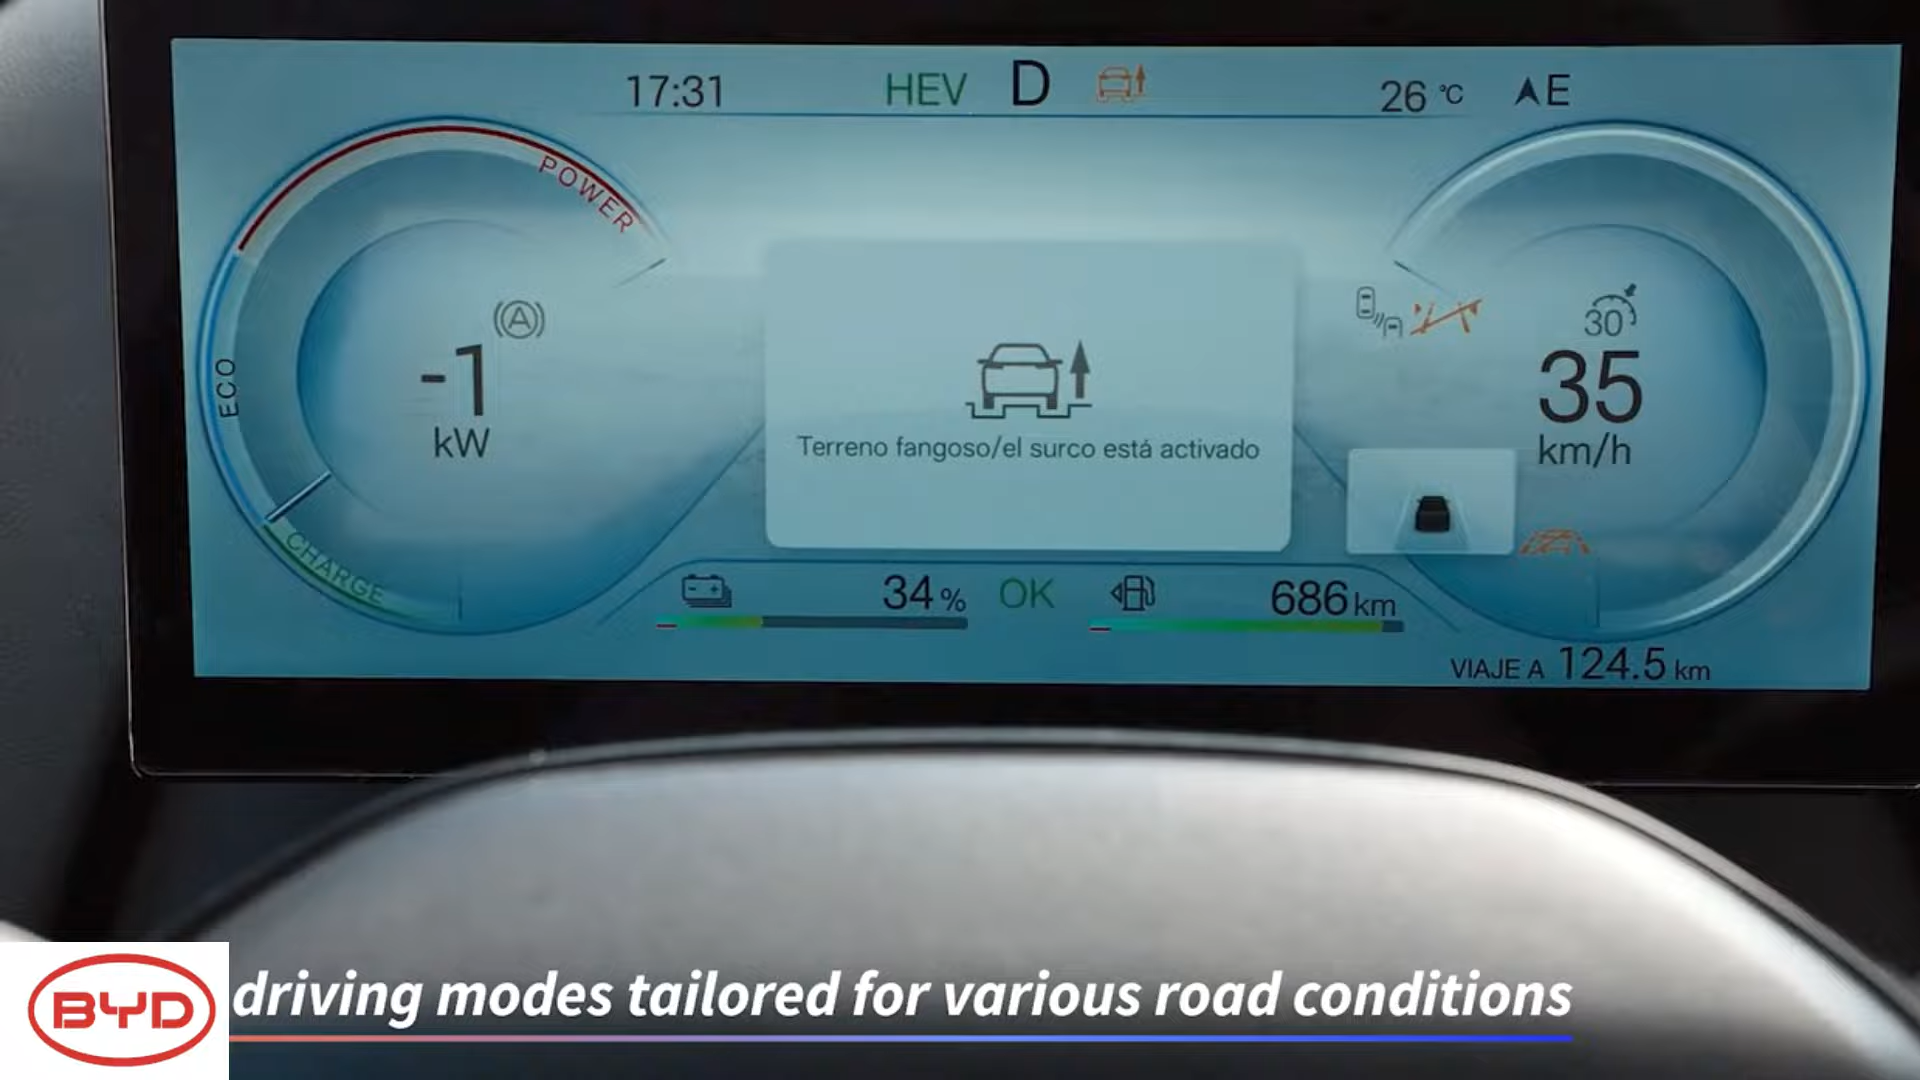 17:31 HEV D 26 °C E
POWER
30
-1
kW
35
km/h
ECO
Terreno fangoso/el surco está activado
CHARGE
34 % OK 686 km
VIAJE A 124.5 km
BYD
driving modes tailored for various road conditions